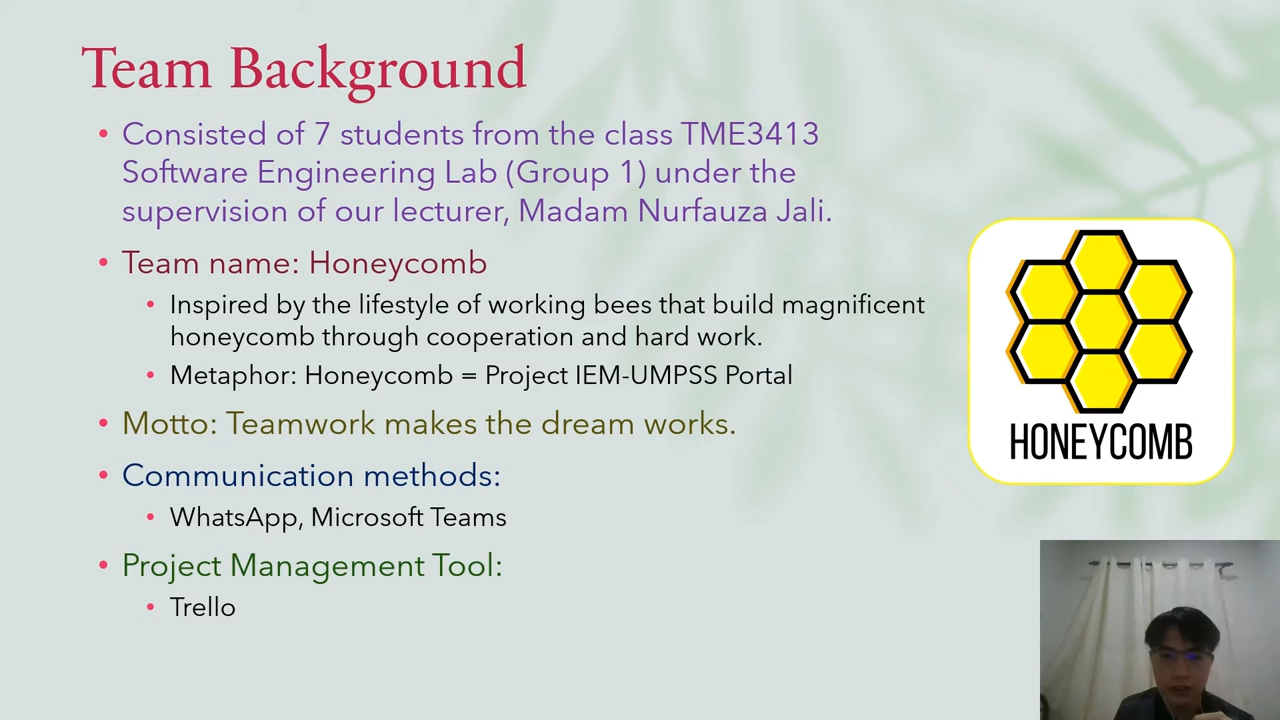 Team Background
• Consisted of 7 students from the class TME3413
Software Engineering Lab (Group 1) under the
supervision of our lecturer, Madam Nurfauza Jali.
• Team name: Honeycomb
• Inspired by the lifestyle of working bees that build magnificent
honeycomb through cooperation and hard work.
• Metaphor: Honeycomb = Project IEM-UMPSS Portal
• Motto: Teamwork makes the dream works.
• Communication methods:
• WhatsApp, Microsoft Teams
• Project Management Tool:
• Trello
HONEYCOMB